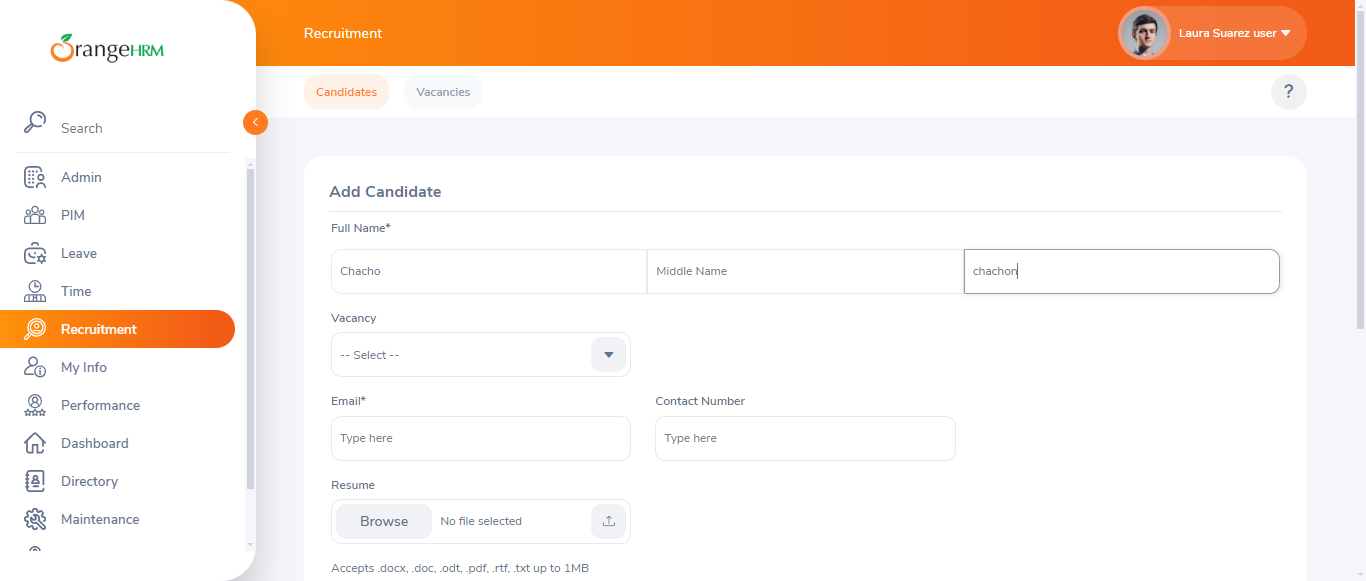 OrangeHRM
Recruitment
Laura Suarez user
Candidates
Vacancies
?
Search
Admin
PIM
Leave
Time
Recruitment
My Info
Performance
Dashboard
Directory
Maintenance
Add Candidate
Full Name*
Chacho
Middle Name
chachon
Vacancy
-- Select --
Email*
Contact Number
Type here
Type here
Resume
Browse
No file selected
Accepts .docx, .doc, .odt, .pdf, .rtf, .txt up to 1MB